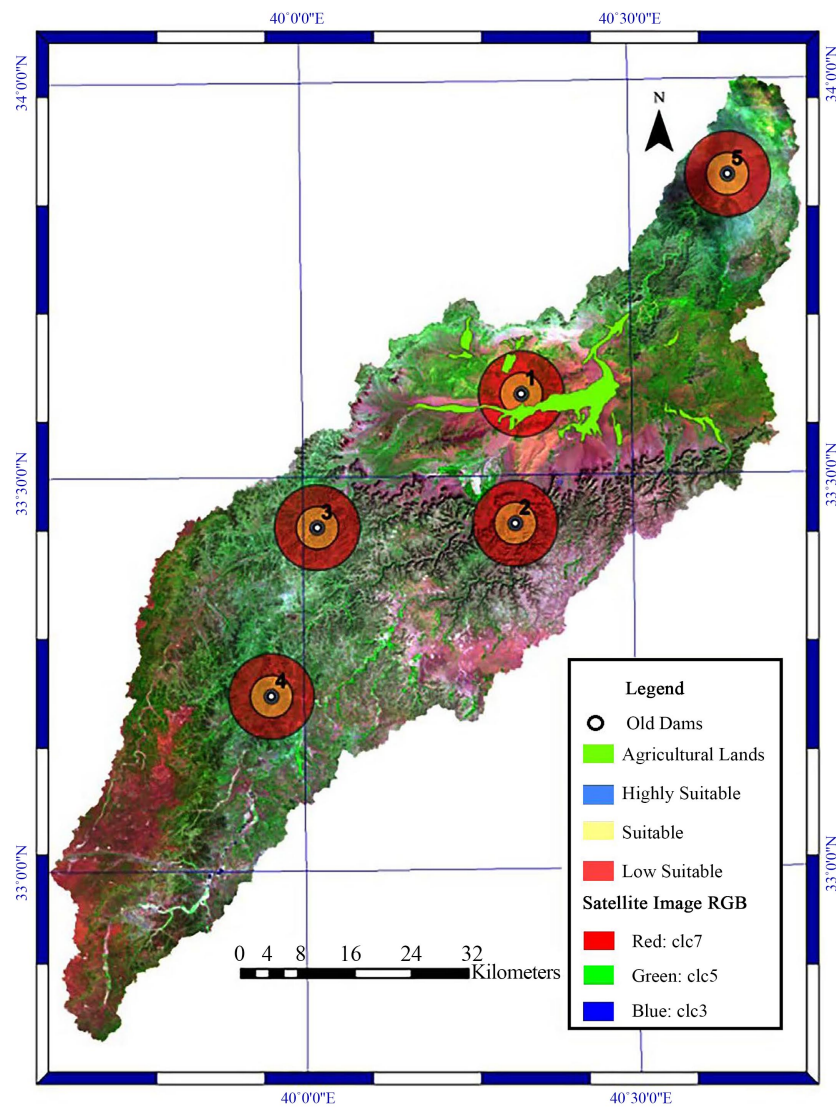 40˚0'0"E 40˚30'0"E
34˚0'0"N 34˚0'0"N
N
5
1
33˚30'0"N 33˚30'0"N
2
3
4
Legend
Old Dams
Agricultural Lands
Highly Suitable
Suitable
Low Suitable
33˚0'0"N 33˚0'0"N
Satellite Image RGB
Red: clc7
Green: clc5
Blue: clc3
0 4 8 16 24 32
Kilometers
40˚0'0"E 40˚30'0"E